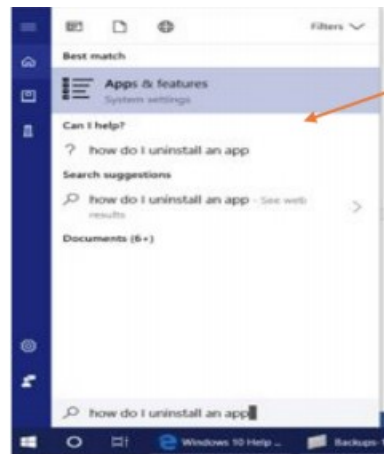 Filters
Best match
Apps & features
System settings
Can I help?
? how do I uninstall an app
Search suggestions
how do I uninstall an app - See web
results
Documents (6+)
how do I uninstall an app
Windows 10 Help ...
Backups-